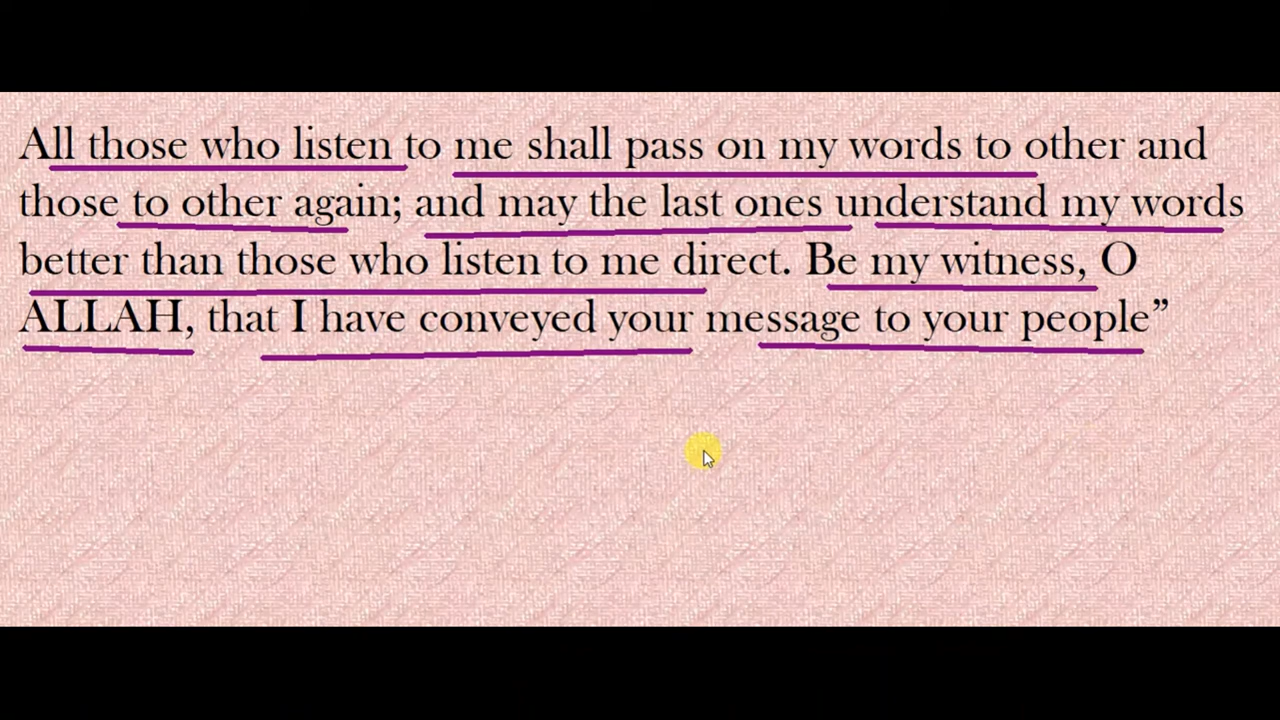 All those who listen to me shall pass on my words to other and
those to other again; and may the last ones understand my words
better than those who listen to me direct. Be my witness, O
ALLAH, that I have conveyed your message to your people”